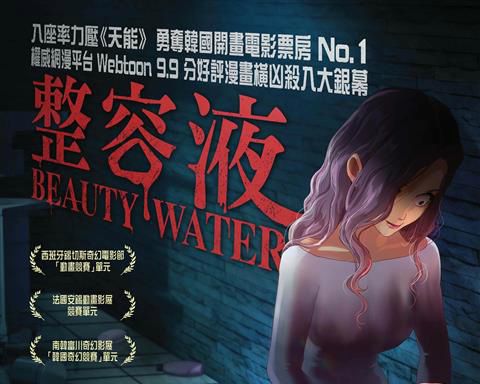 入座率力壓《天能》 勇奪韓國開畫電影票房 No.1
權威網漫平台 Webtoon 9.9 分好評漫畫橫凶殺入大銀幕
整容液
BEAUTY WATER
西班牙錫切斯奇幻電影節
「動畫競賽」單元
法國安錫動畫影展
競賽單元
南韓富川奇幻影展
「韓國奇幻競賽」單元